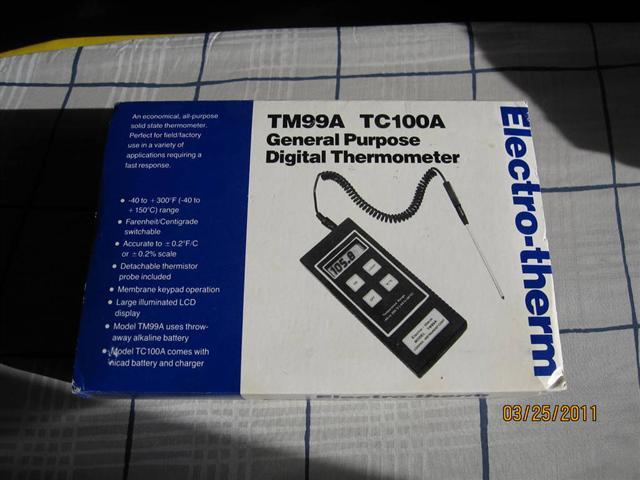 An economical, all-purpose
solid state thermometer.
Perfect for field/factory
use in a variety of
applications requiring a
fast response.
• -40 to +300°F (-40 to
+150°C) range
• Farenheit/Centigrade
switchable
• Accurate to ±0.2°F/C
or ±0.2% scale
• Detachable thermistor
probe included
• Membrane keypad operation
• Large illuminated LCD
display
• Model TM99A uses throw-
away alkaline battery
• Model TC100A comes with
nicad battery and charger
TM99A TC100A
General Purpose
Digital Thermometer
105.8
Electro-therm
Electro-therm
03/25/2011